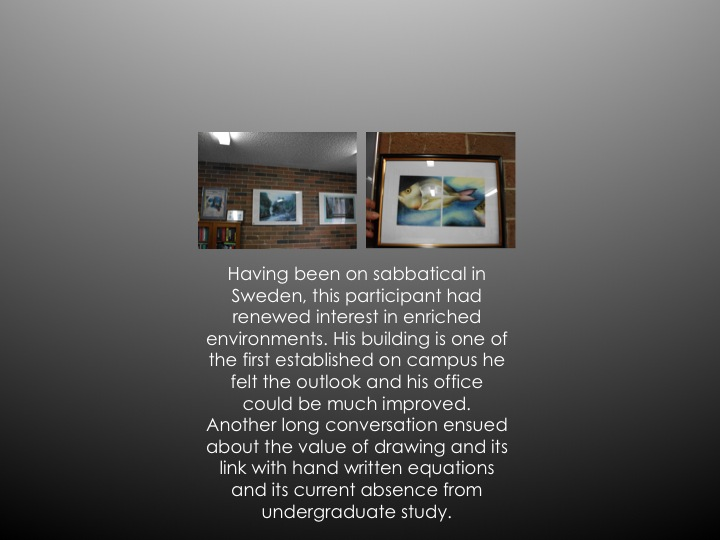 Having been on sabbatical in
Sweden, this participant had
renewed interest in enriched
environments. His building is one of
the first established on campus he
felt the outlook and his office
could be much improved.
Another long conversation ensued
about the value of drawing and its
link with hand written equations
and its current absence from
undergraduate study.